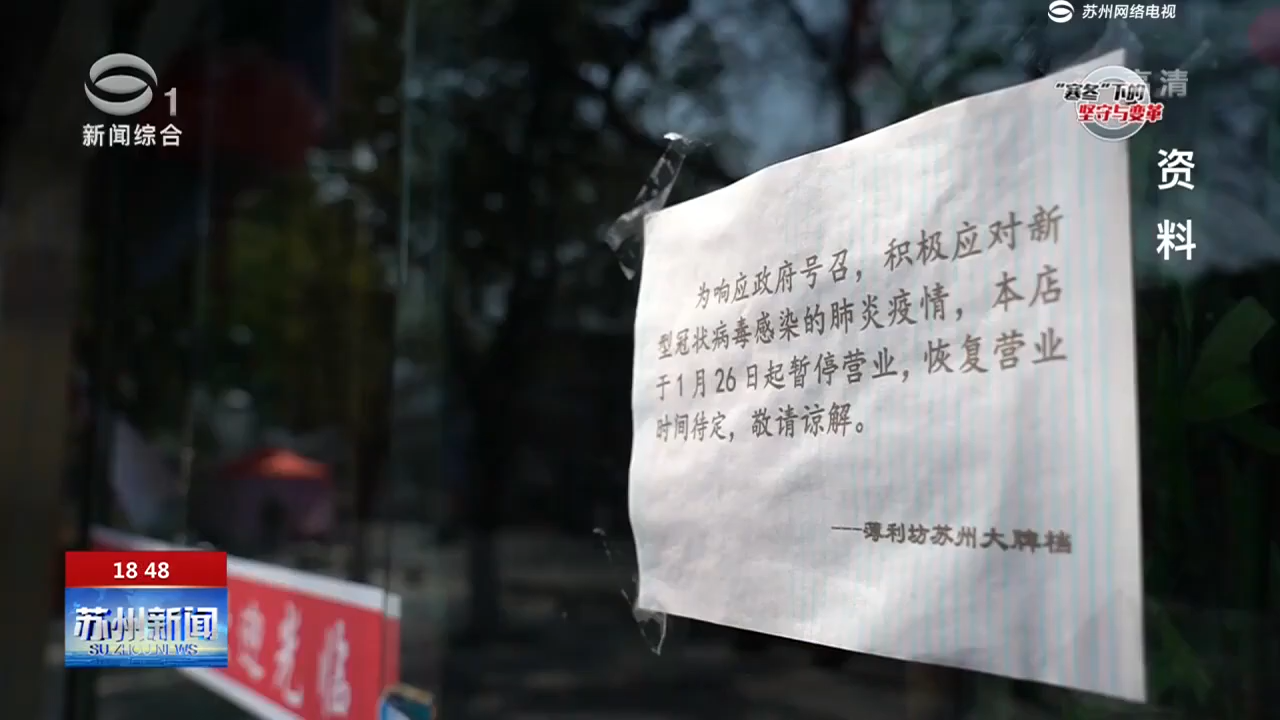 苏州网络电视
1
新闻综合
高清
“寒冬”下的
坚守与变革
资
料
为响应政府号召，积极应对新
型冠状病毒感染的肺炎疫情，本店
于1月26日起暂停营业，恢复营业
时间待定，敬请谅解。
---薄利坊苏州大牌档
18 48
苏州新闻
SUZHOU NEWS
迎光临